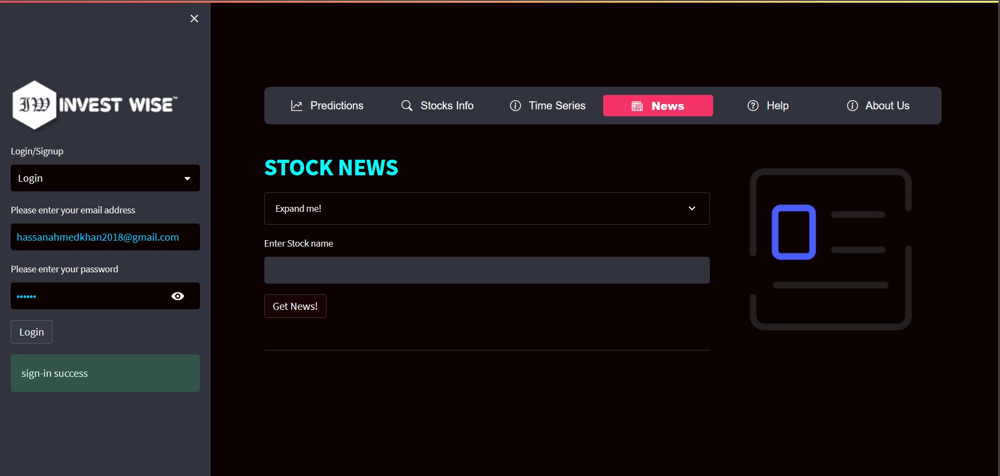 IW INVEST WISE™
Login/Signup
Login
Please enter your email address
hassanahmedkhan2018@gmail.com
Please enter your password
••••••
Login
sign-in success
Predictions Stocks Info Time Series News Help About Us
STOCK NEWS
Expand me!
Enter Stock name
Get News!